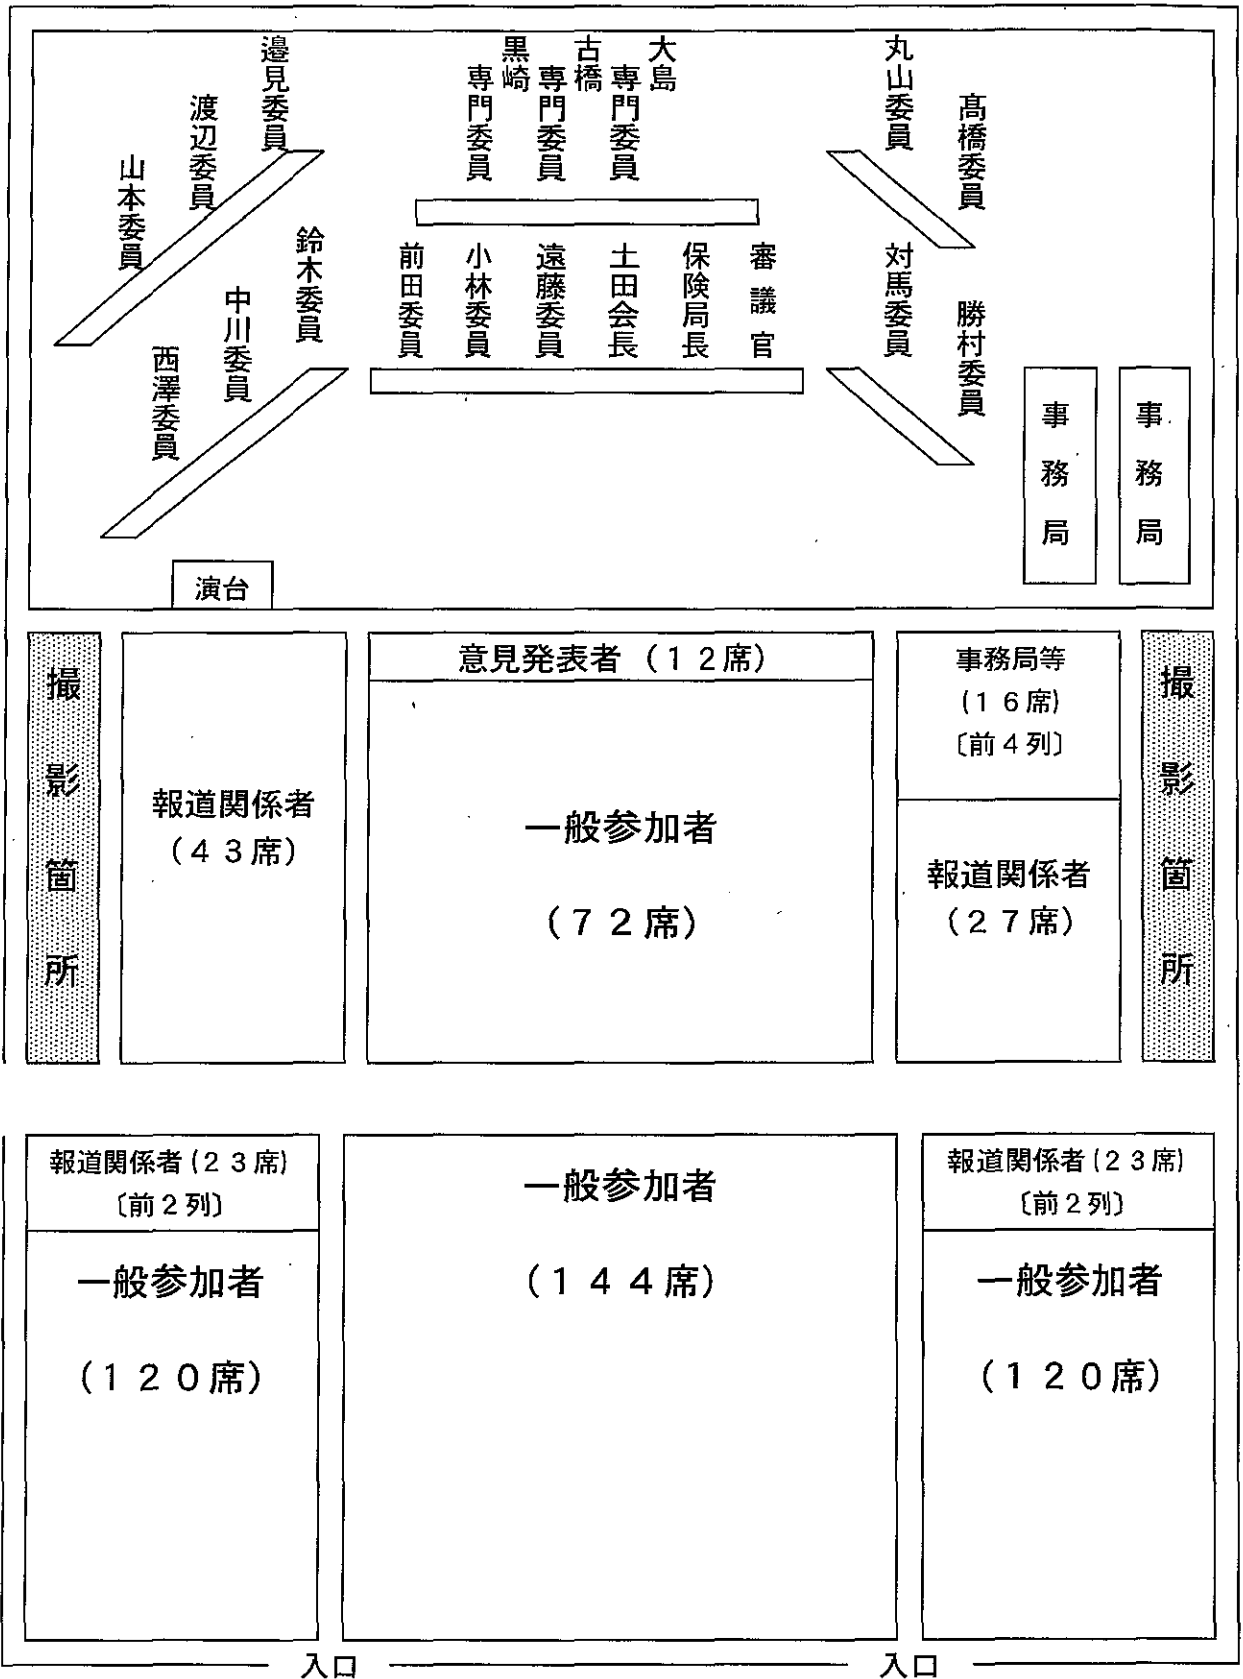 邉見委員
渡辺委員
山本委員
黒崎
専門委員
古橋
専門委員
大島
専門委員
丸山委員
髙橋委員
鈴木委員
中川委員
西澤委員
前田委員
小林委員
遠藤委員
土田会長
保険局長
審議官
対馬委員
勝村委員
事務局
事務局
演台
撮影箇所
報道関係者
(43席)
意見発表者 (12席)
一般参加者
(72席)
事務局等
(16席)
〔前4列〕
報道関係者
(27席)
撮影箇所
報道関係者(23席)
〔前2列〕
一般参加者
(120席)
一般参加者
(144席)
報道関係者(23席)
〔前2列〕
一般参加者
(120席)
入口
入口